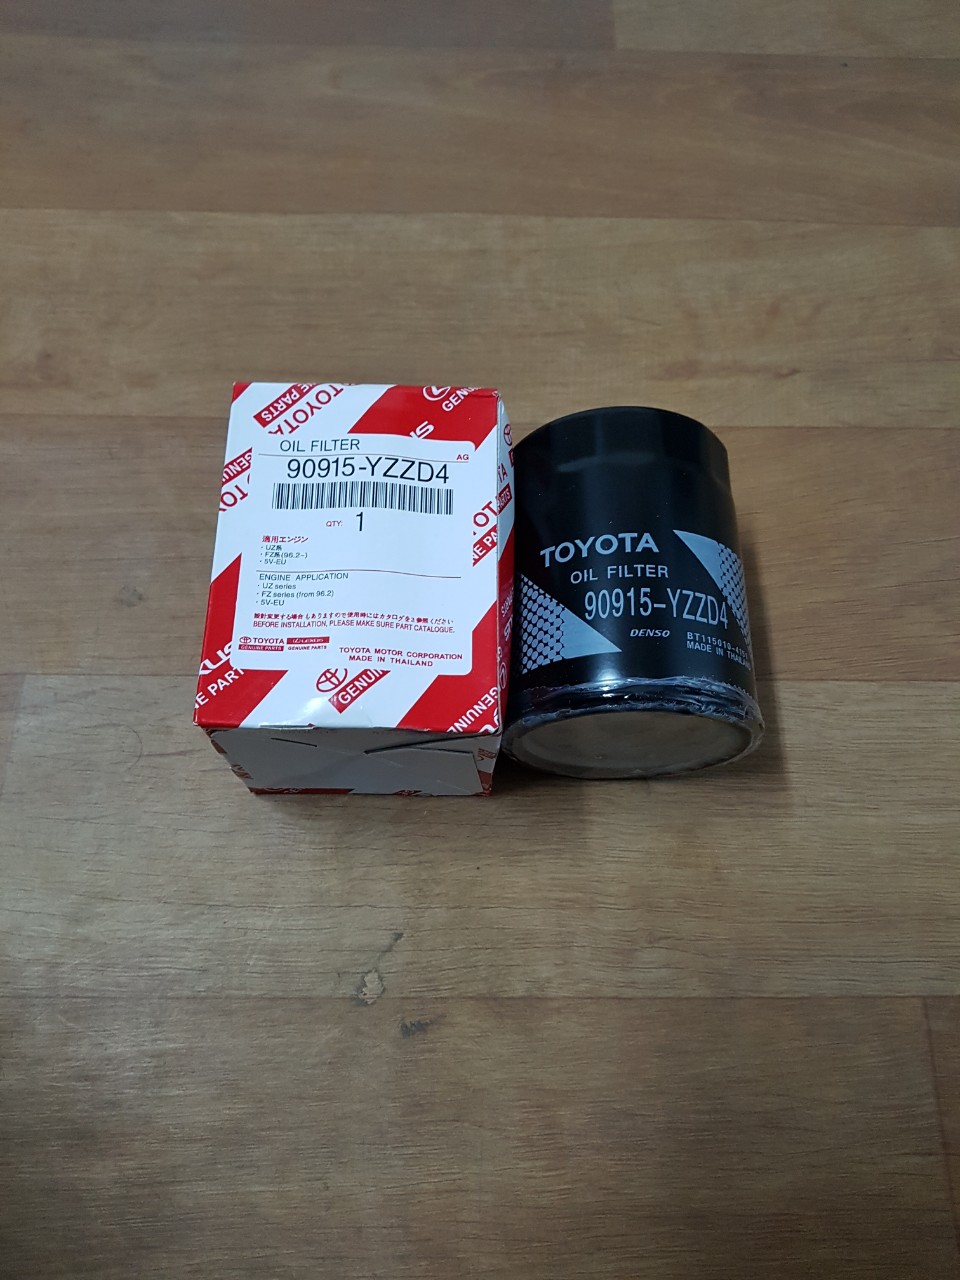 TOYOTA
GENUINE PARTS
OIL FILTER
90915-YZZD4
AG
QTY: 1
適用エンジン
・UZ系
・FZ系(96.2~)
・5V-EU
ENGINE APPLICATION
・UZ series
・FZ series (from 96.2)
・5V-EU
BEFORE INSTALLATION, PLEASE MAKE SURE PART CATALOGUE.
TOYOTA LEXUS
GENUINE PARTS GENUINE PARTS
TOYOTA MOTOR CORPORATION
MADE IN THAILAND
TOYOTA
OIL FILTER
90915-YZZD4
DENSO
MADE IN THAILAND